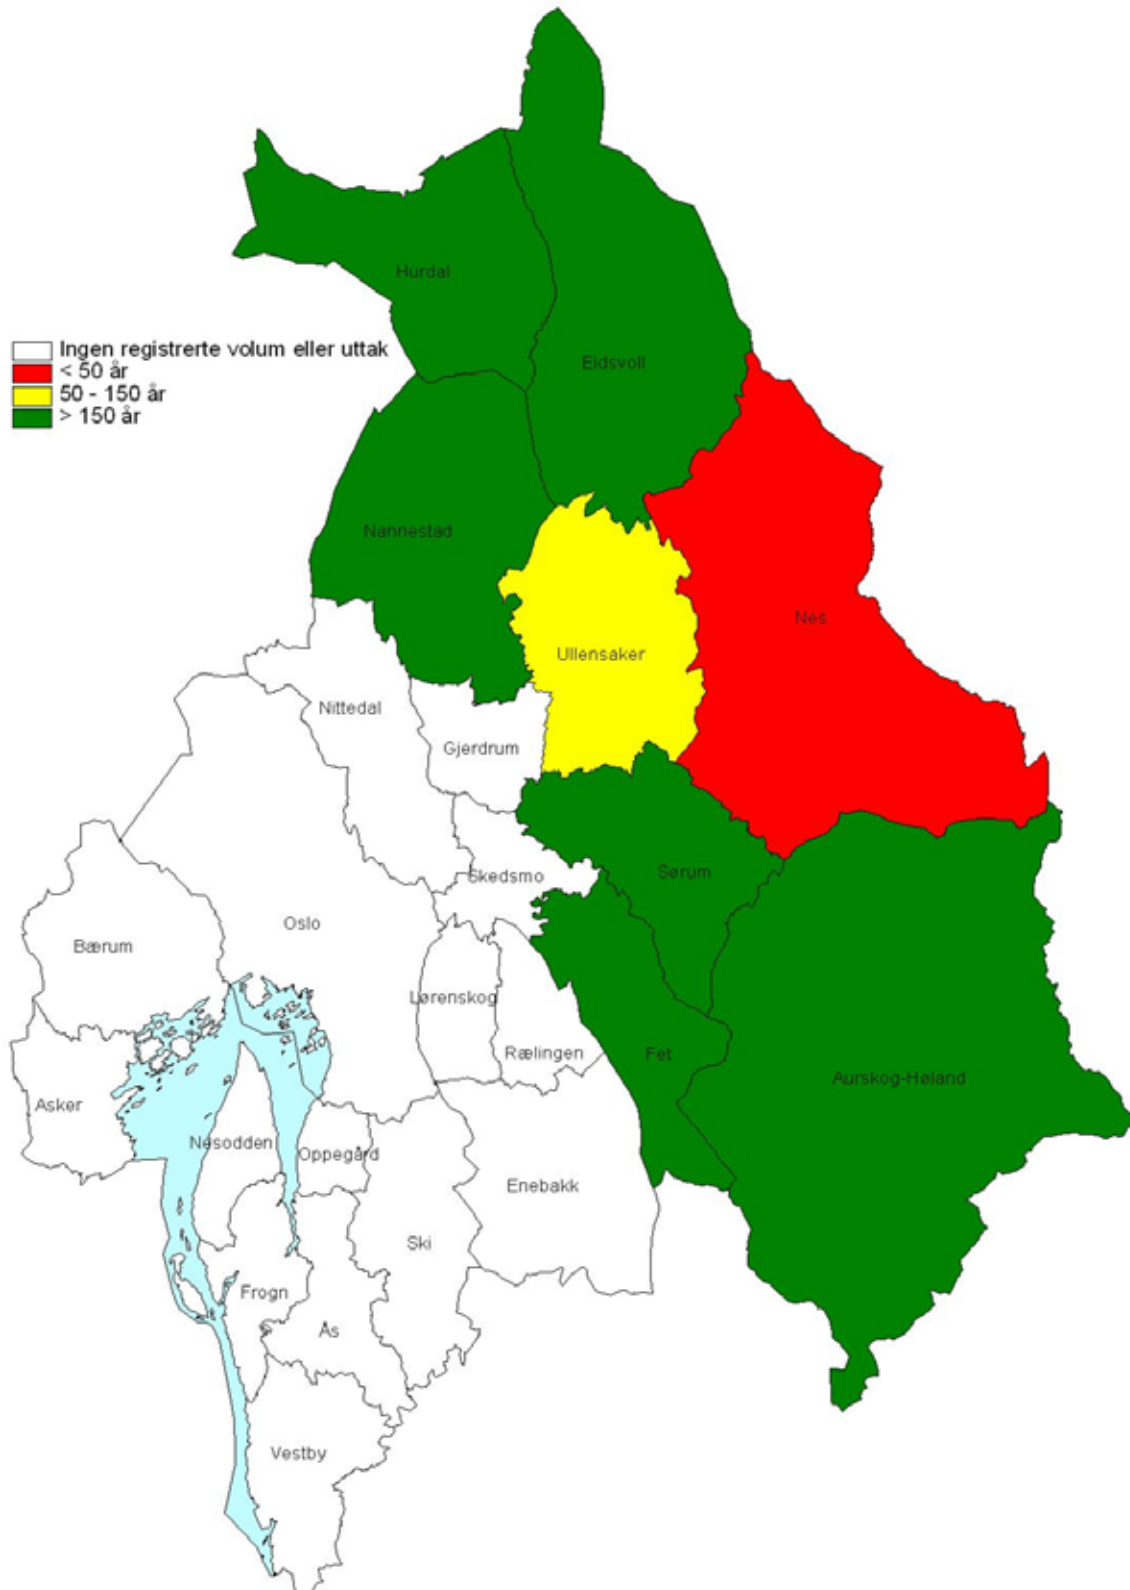 Hurdal
Ingen registrerte volum eller uttak
< 50 år
50 - 150 år
> 150 år
Eidsvoll
Nannestad
Nes
Ullensaker
Nittedal
Gjerdrum
Skedsmo
Sørum
Oslo
Bærum
Lørenskog
Rælingen
Fet
Aurskog-Høland
Asker
Nesodden
Oppegård
Enebakk
Ski
Frogn
Ås
Vestby